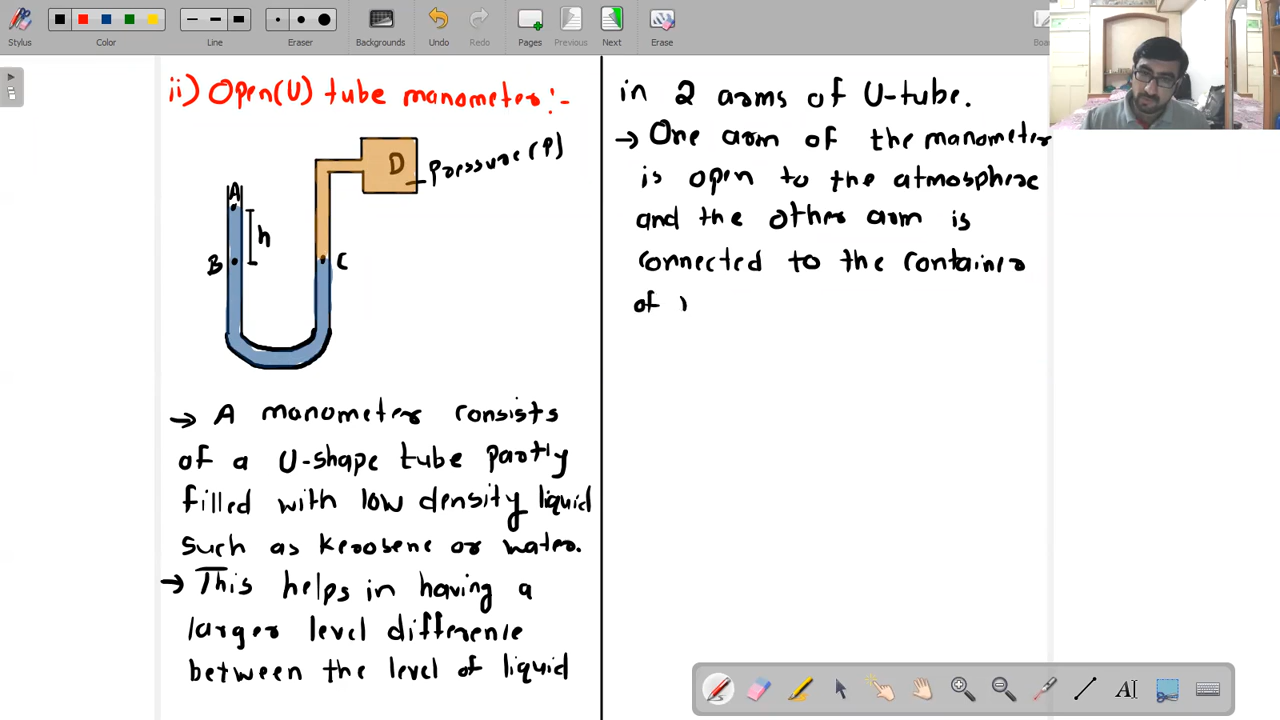 Stylus
Color
Line
Eraser
Backgrounds
Undo
Redo
Pages
Previous
Next
Erase
ii) Open(U) tube manometer:-
D
Pressure (P)
A
h
B
C
→ A manometer consists
of a U-shape tube partly
filled with low density liquid
such as kerosene or water.
→ This helps in having a
larger level difference
between the level of liquid
in 2 arms of U-tube.
→ One arm of the manometer
is open to the atmosphere
and the other arm is
connected to the container
of